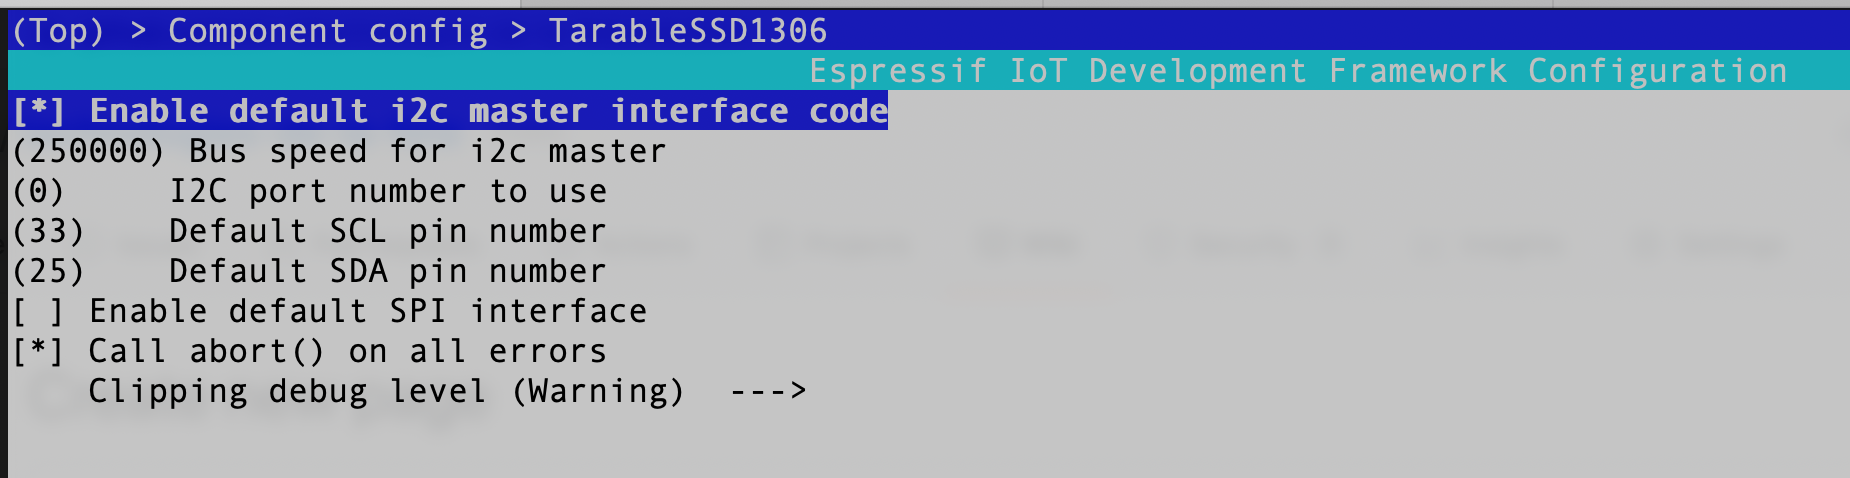 (Top) > Component config > TarableSSD1306
Espressif IoT Development Framework Configuration
[*] Enable default i2c master interface code
(250000) Bus speed for i2c master
(0) I2C port number to use
(33) Default SCL pin number
(25) Default SDA pin number
[ ] Enable default SPI interface
[*] Call abort() on all errors
Clipping debug level (Warning) --->